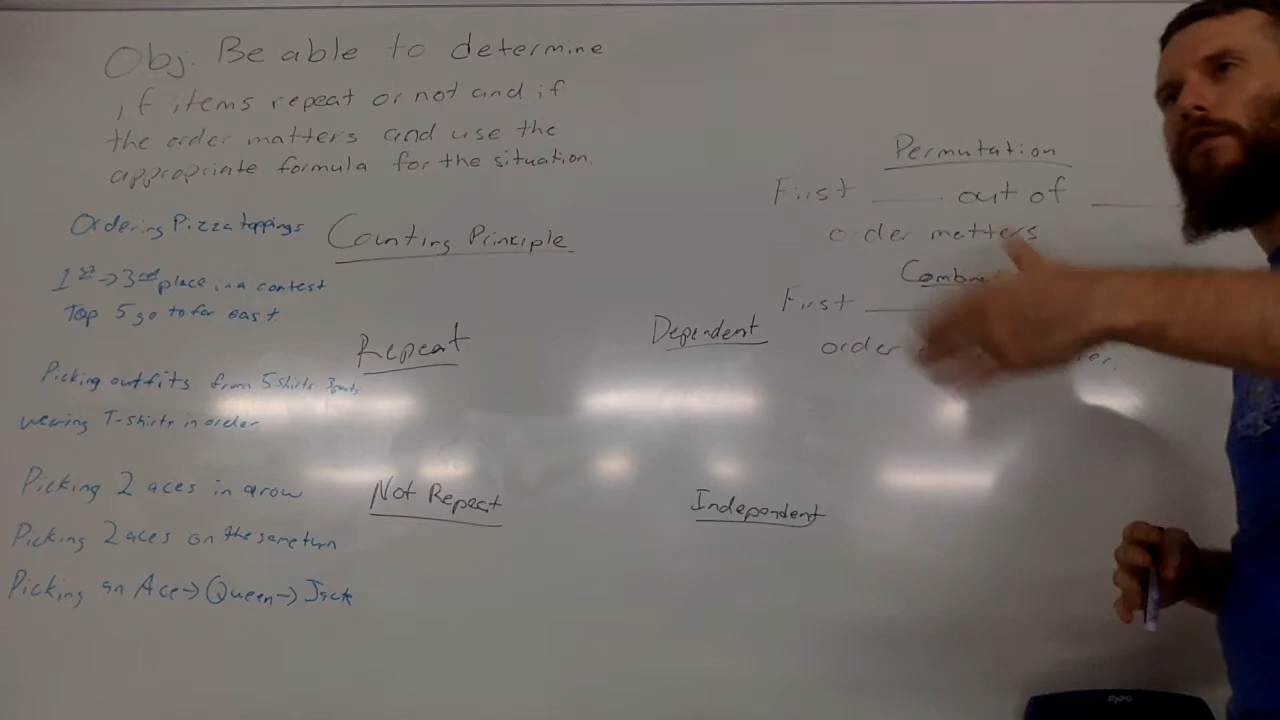 Obj: Be able to determine
if items repeat or not and if
the order matters and use the
appropriate formula for the situation.
Ordering Pizza toppings
1st → 3rd place in a contest
Top 5 go to far east
Picking outfits from 5 shirts 3 pants
wearing T-shirts in order
Picking 2 aces in a row
Picking 2 aces on the same turn
Picking an Ace → Queen → Jack
Counting Principle
Repeat
Not Repeat
Dependent
Independent
Permutation
First ____ out of ____
order matters
First ____
order
EXPO